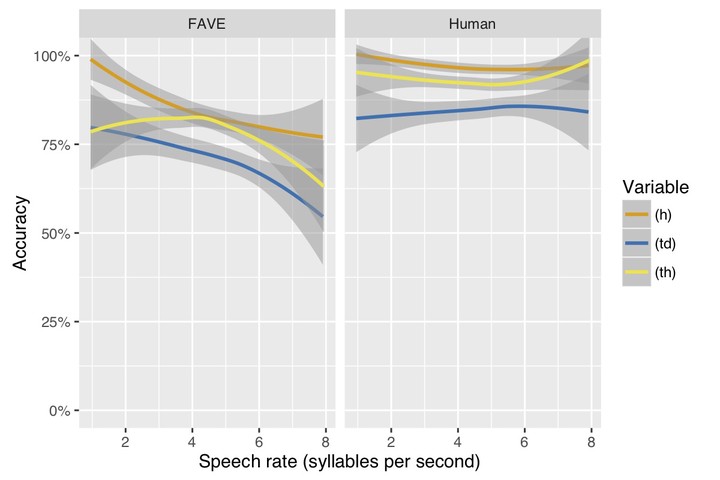 FAVE
Human
100%
75%
50%
25%
0%
Accuracy
2 4 6 8
2 4 6 8
Speech rate (syllables per second)
Variable
(h)
(td)
(th)